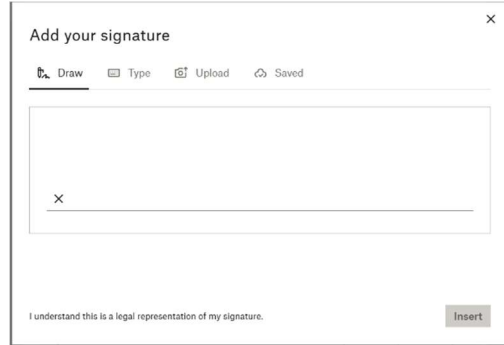 Add your signature
Draw Type Upload Saved
I understand this is a legal representation of my signature. Insert